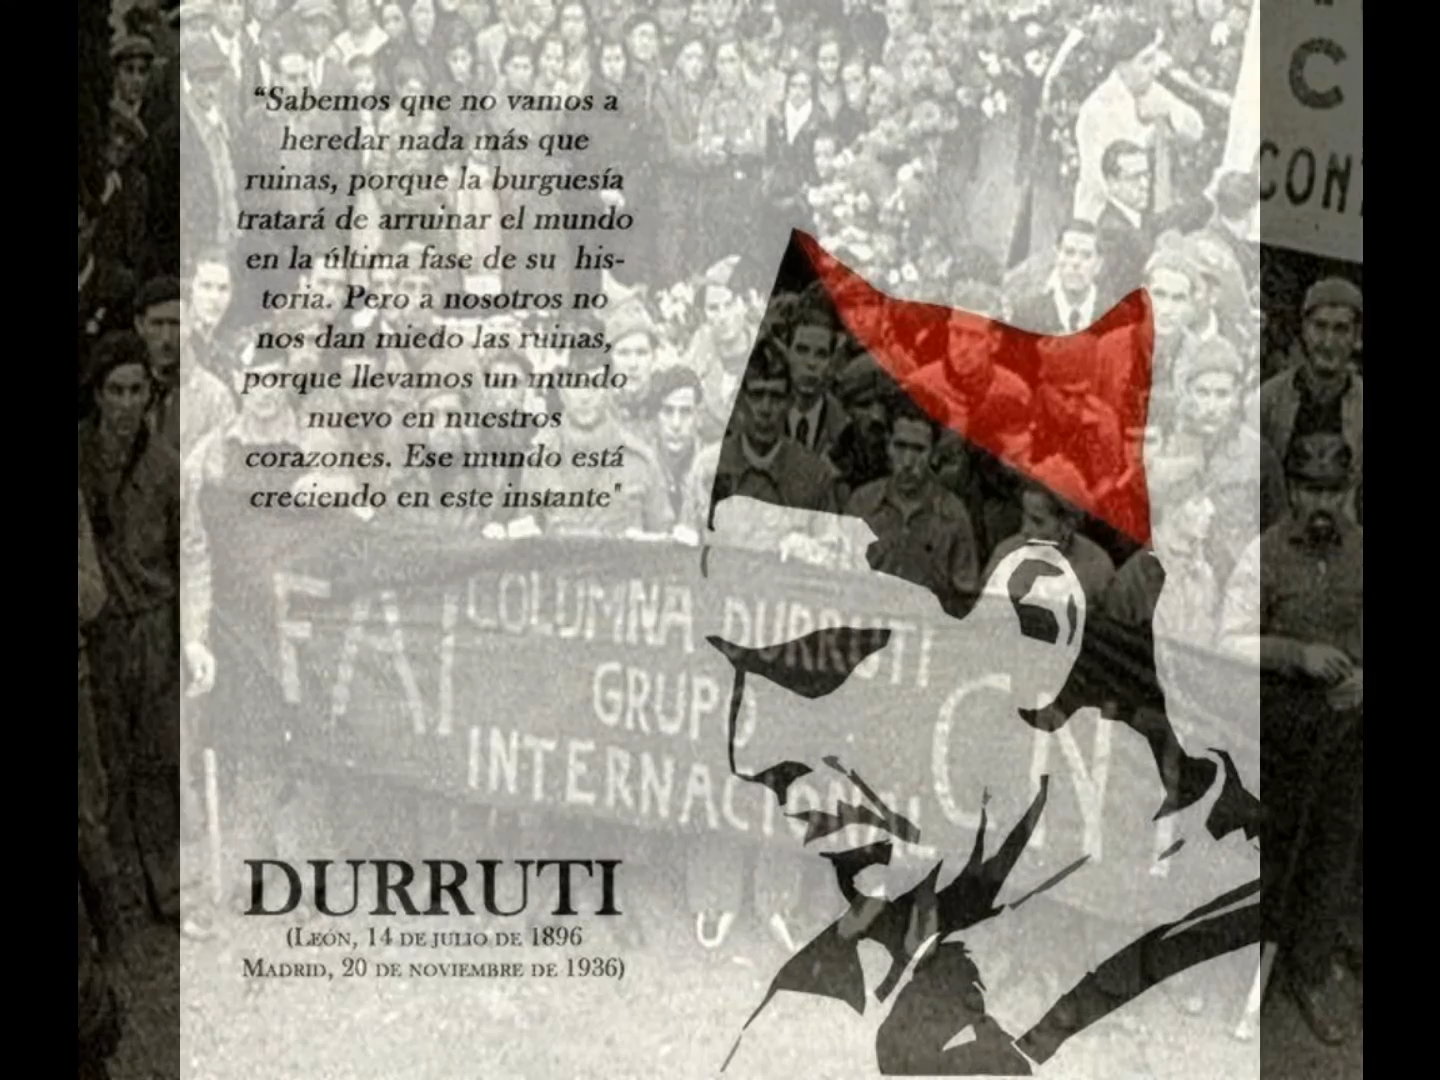 “Sabemos que no vamos a
heredar nada más que
ruinas, porque la burguesía
tratará de arruinar el mundo
en la última fase de su his-
toria. Pero a nosotros no
nos dan miedo las ruinas,
porque llevamos un mundo
nuevo en nuestros
corazones. Ese mundo está
creciendo en este instante"
FAI
COLUMNA DURRUTI
GRUPO
INTERNACIONAL
CNT
DURRUTI
(León, 14 de julio de 1896
Madrid, 20 de noviembre de 1936)
C